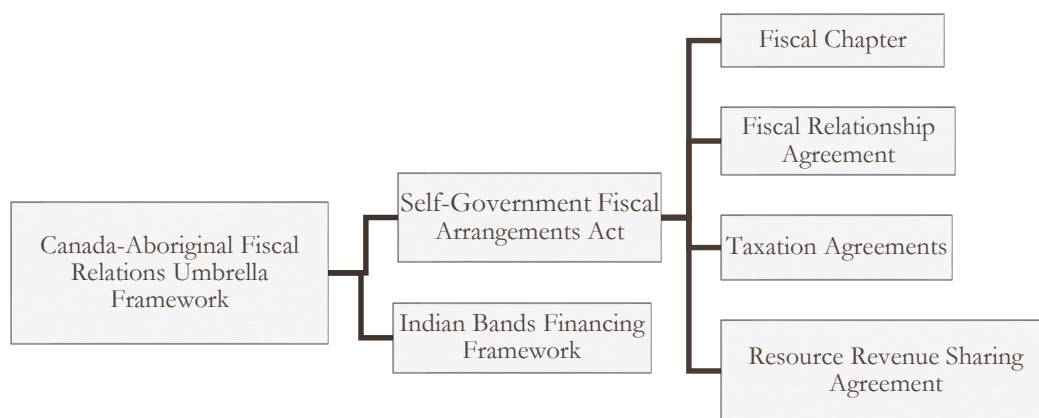 Canada-Aboriginal Fiscal
Relations Umbrella
Framework
Self-Government Fiscal
Arrangements Act
Indian Bands Financing
Framework
Fiscal Chapter
Fiscal Relationship
Agreement
Taxation Agreements
Resource Revenue Sharing
Agreement